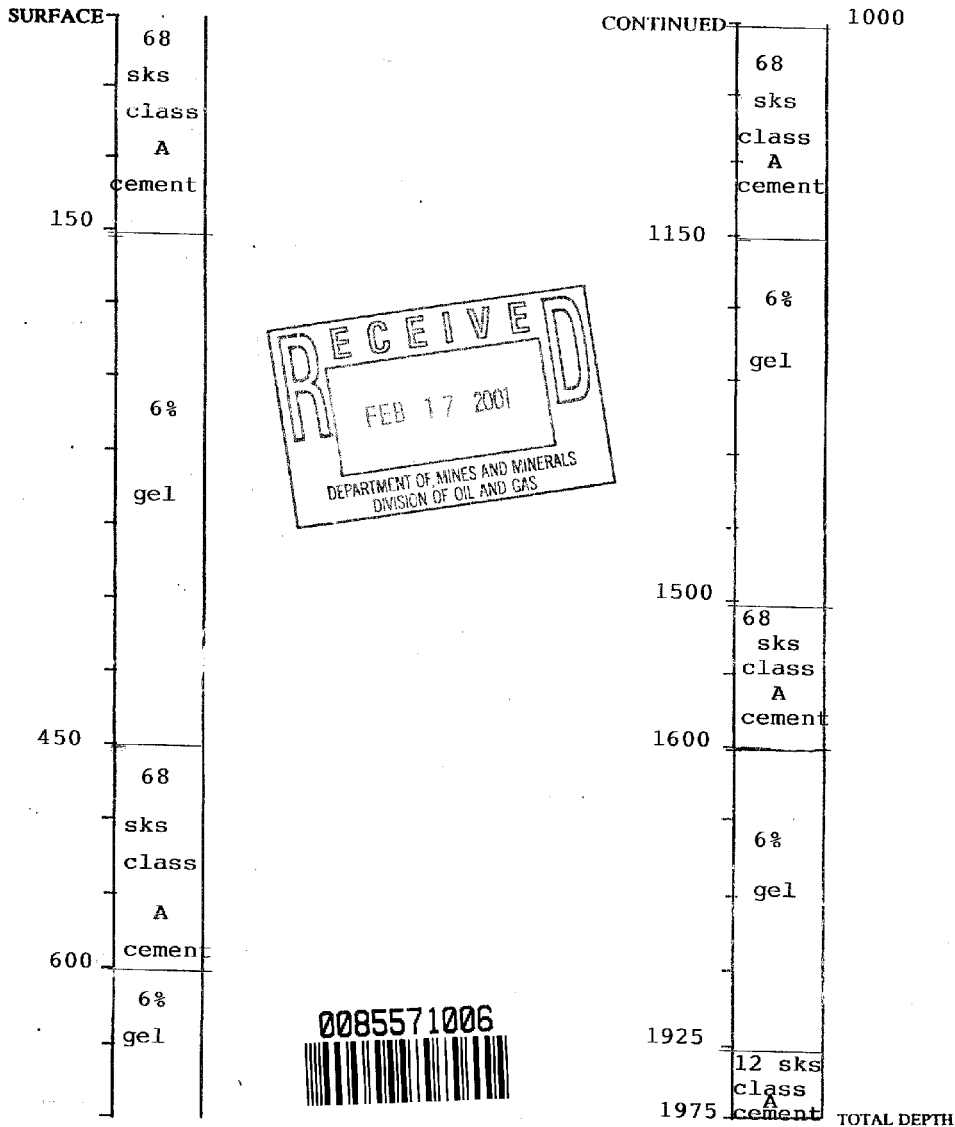 SURFACE
68
sks
class
A
cement
150
6%
gel
450
68
sks
class
A
cement
600
6%
gel
RECEIVED
FEB 17 2001
DEPARTMENT OF MINES AND MINERALS
DIVISION OF OIL AND GAS
0085571006
CONTINUED
1000
68
sks
class
A
cement
1150
6%
gel
1500
68
sks
class
A
cement
1600
6%
gel
1925
12 sks
class
A
cement
1975
TOTAL DEPTH